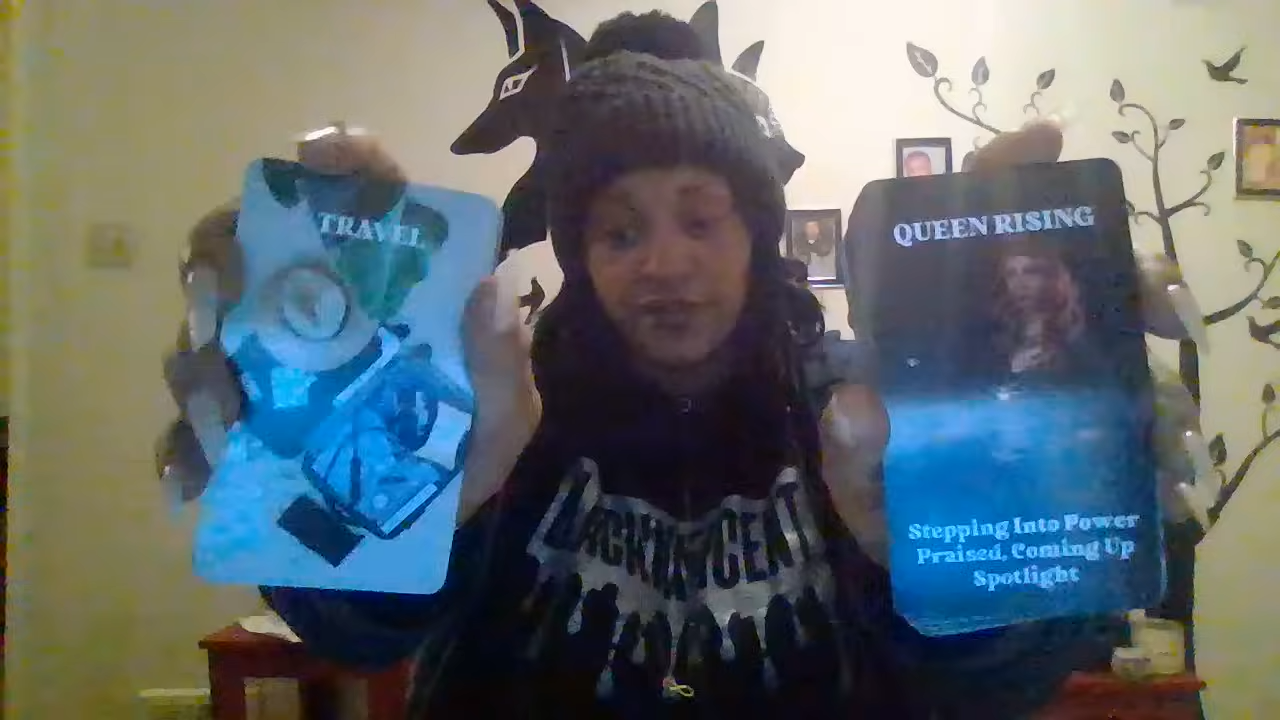 TRAVEL
QUEEN RISING
Stepping Into Power
Praised, Coming Up
Spotlight